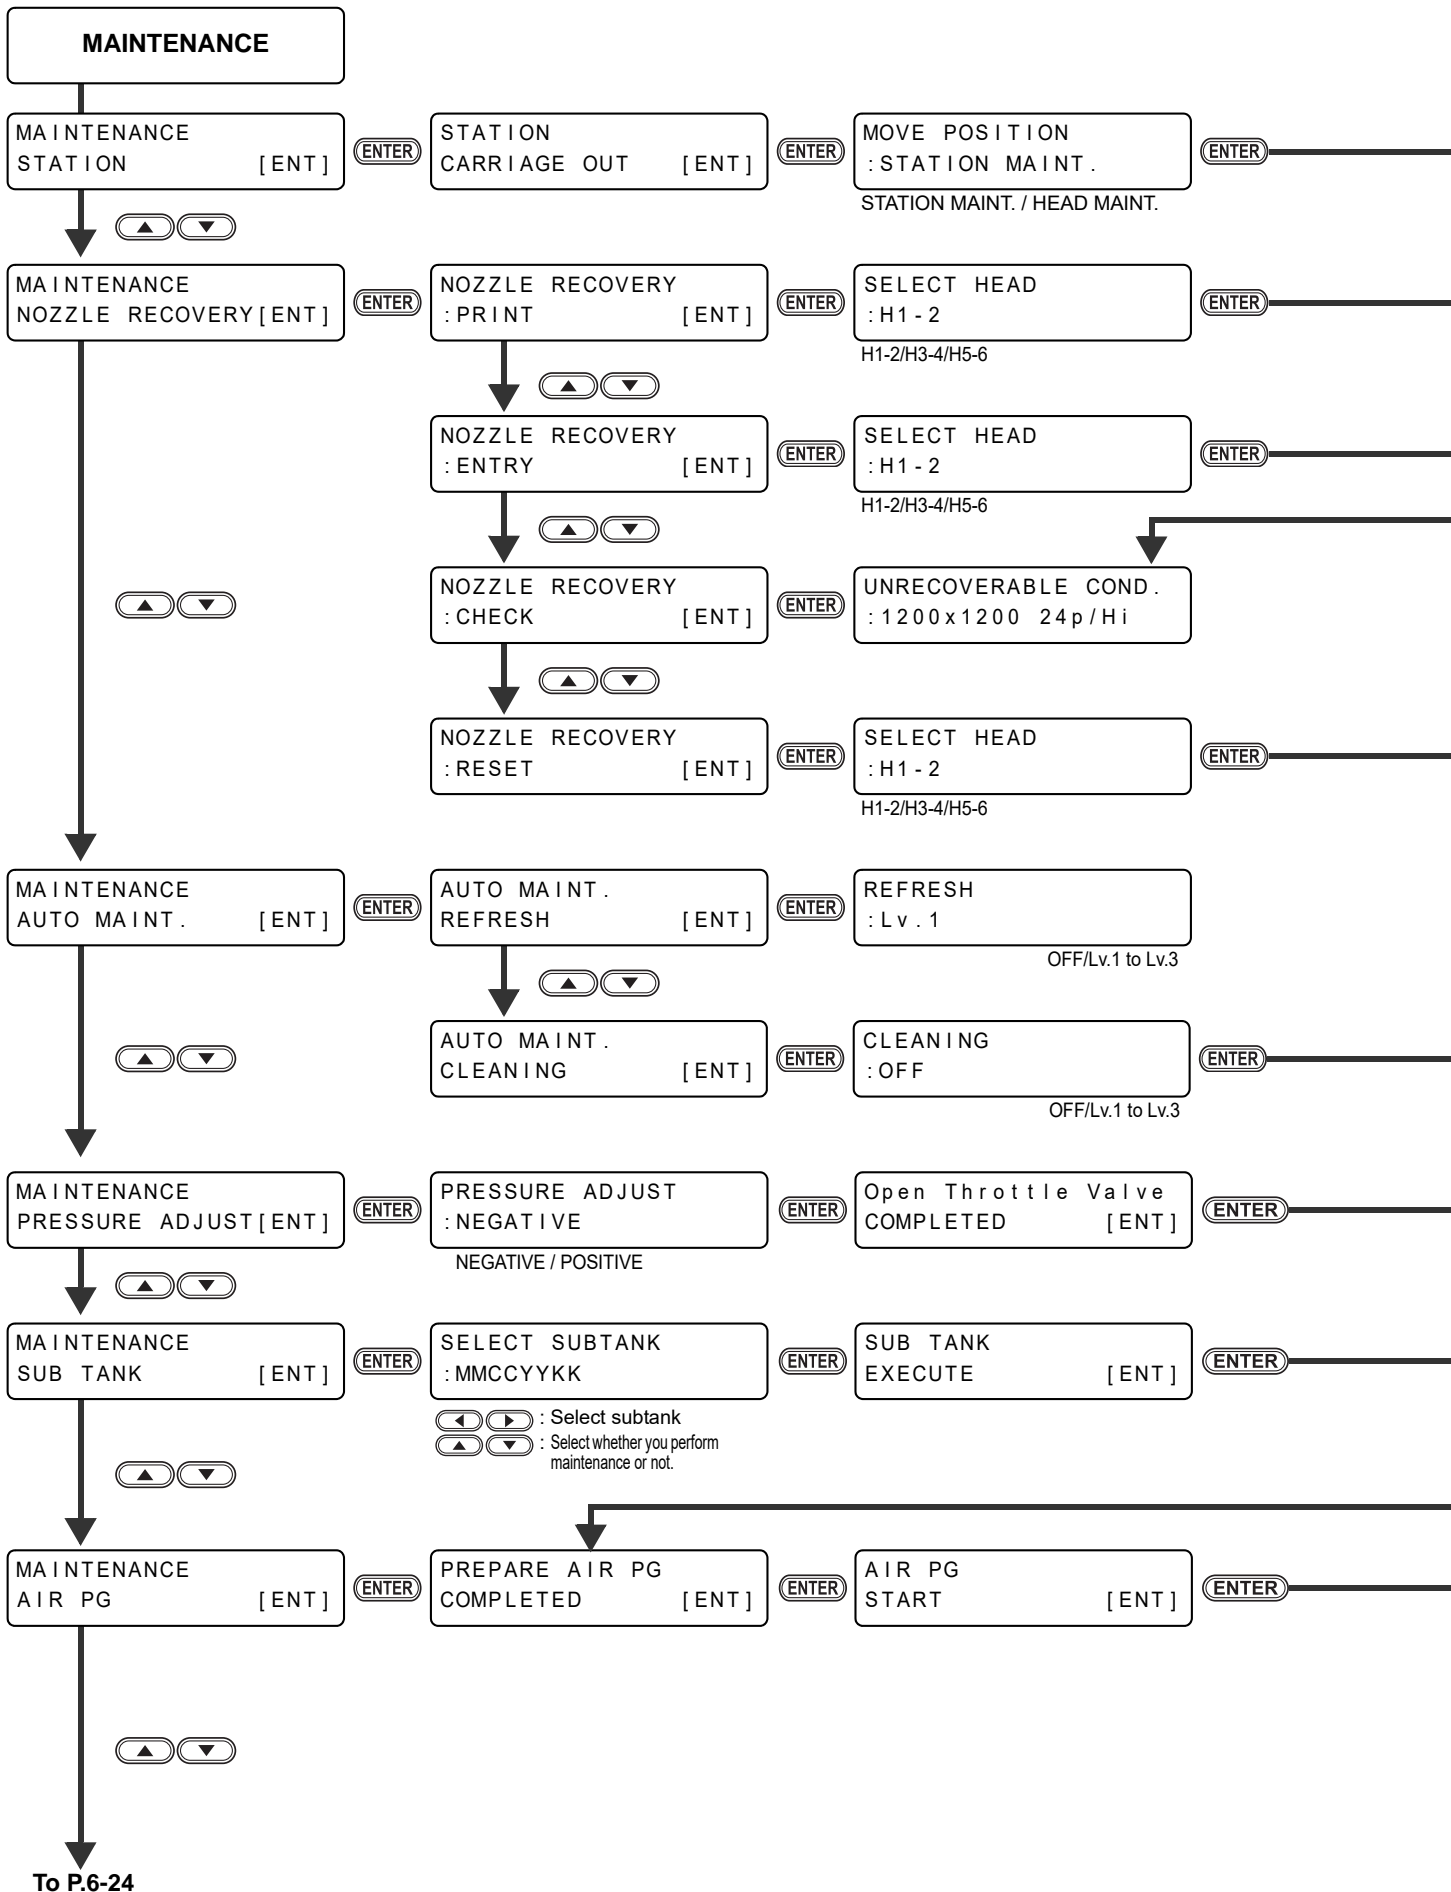 MAINTENANCE
MAINTENANCE
STATION [ENT]
ENTER
STATION
CARRIAGE OUT [ENT]
ENTER
MOVE POSITION
:STATION MAINT.
ENTER
STATION MAINT. / HEAD MAINT.
MAINTENANCE
NOZZLE RECOVERY[ENT]
ENTER
NOZZLE RECOVERY
:PRINT [ENT]
ENTER
SELECT HEAD
:H1-2
ENTER
H1-2/H3-4/H5-6
NOZZLE RECOVERY
:ENTRY [ENT]
ENTER
SELECT HEAD
:H1-2
ENTER
H1-2/H3-4/H5-6
NOZZLE RECOVERY
:CHECK [ENT]
ENTER
UNRECOVERABLE COND.
:1200x1200 24p/Hi
NOZZLE RECOVERY
:RESET [ENT]
ENTER
SELECT HEAD
:H1-2
ENTER
H1-2/H3-4/H5-6
MAINTENANCE
AUTO MAINT. [ENT]
ENTER
AUTO MAINT.
REFRESH [ENT]
ENTER
REFRESH
:Lv.1
OFF/Lv.1 to Lv.3
AUTO MAINT.
CLEANING [ENT]
ENTER
CLEANING
:OFF
ENTER
OFF/Lv.1 to Lv.3
MAINTENANCE
PRESSURE ADJUST[ENT]
ENTER
PRESSURE ADJUST
:NEGATIVE
ENTER
Open Throttle Valve
COMPLETED [ENT]
ENTER
NEGATIVE / POSITIVE
MAINTENANCE
SUB TANK [ENT]
ENTER
SELECT SUBTANK
:MMCCYYKK
ENTER
SUB TANK
EXECUTE [ENT]
ENTER
: Select subtank
: Select whether you perform
maintenance or not.
MAINTENANCE
AIR PG [ENT]
ENTER
PREPARE AIR PG
COMPLETED [ENT]
ENTER
AIR PG
START [ENT]
ENTER
To P.6-24